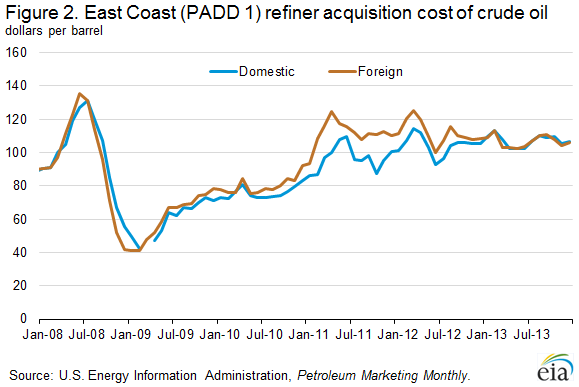 Figure 2. East Coast (PADD 1) refiner acquisition cost of crude oil
dollars per barrel
160
140
120
100
80
60
40
20
0
Domestic
Foreign
Jan-08 Jul-08 Jan-09 Jul-09 Jan-10 Jul-10 Jan-11 Jul-11 Jan-12 Jul-12 Jan-13 Jul-13
Source: U.S. Energy Information Administration, Petroleum Marketing Monthly.
eia